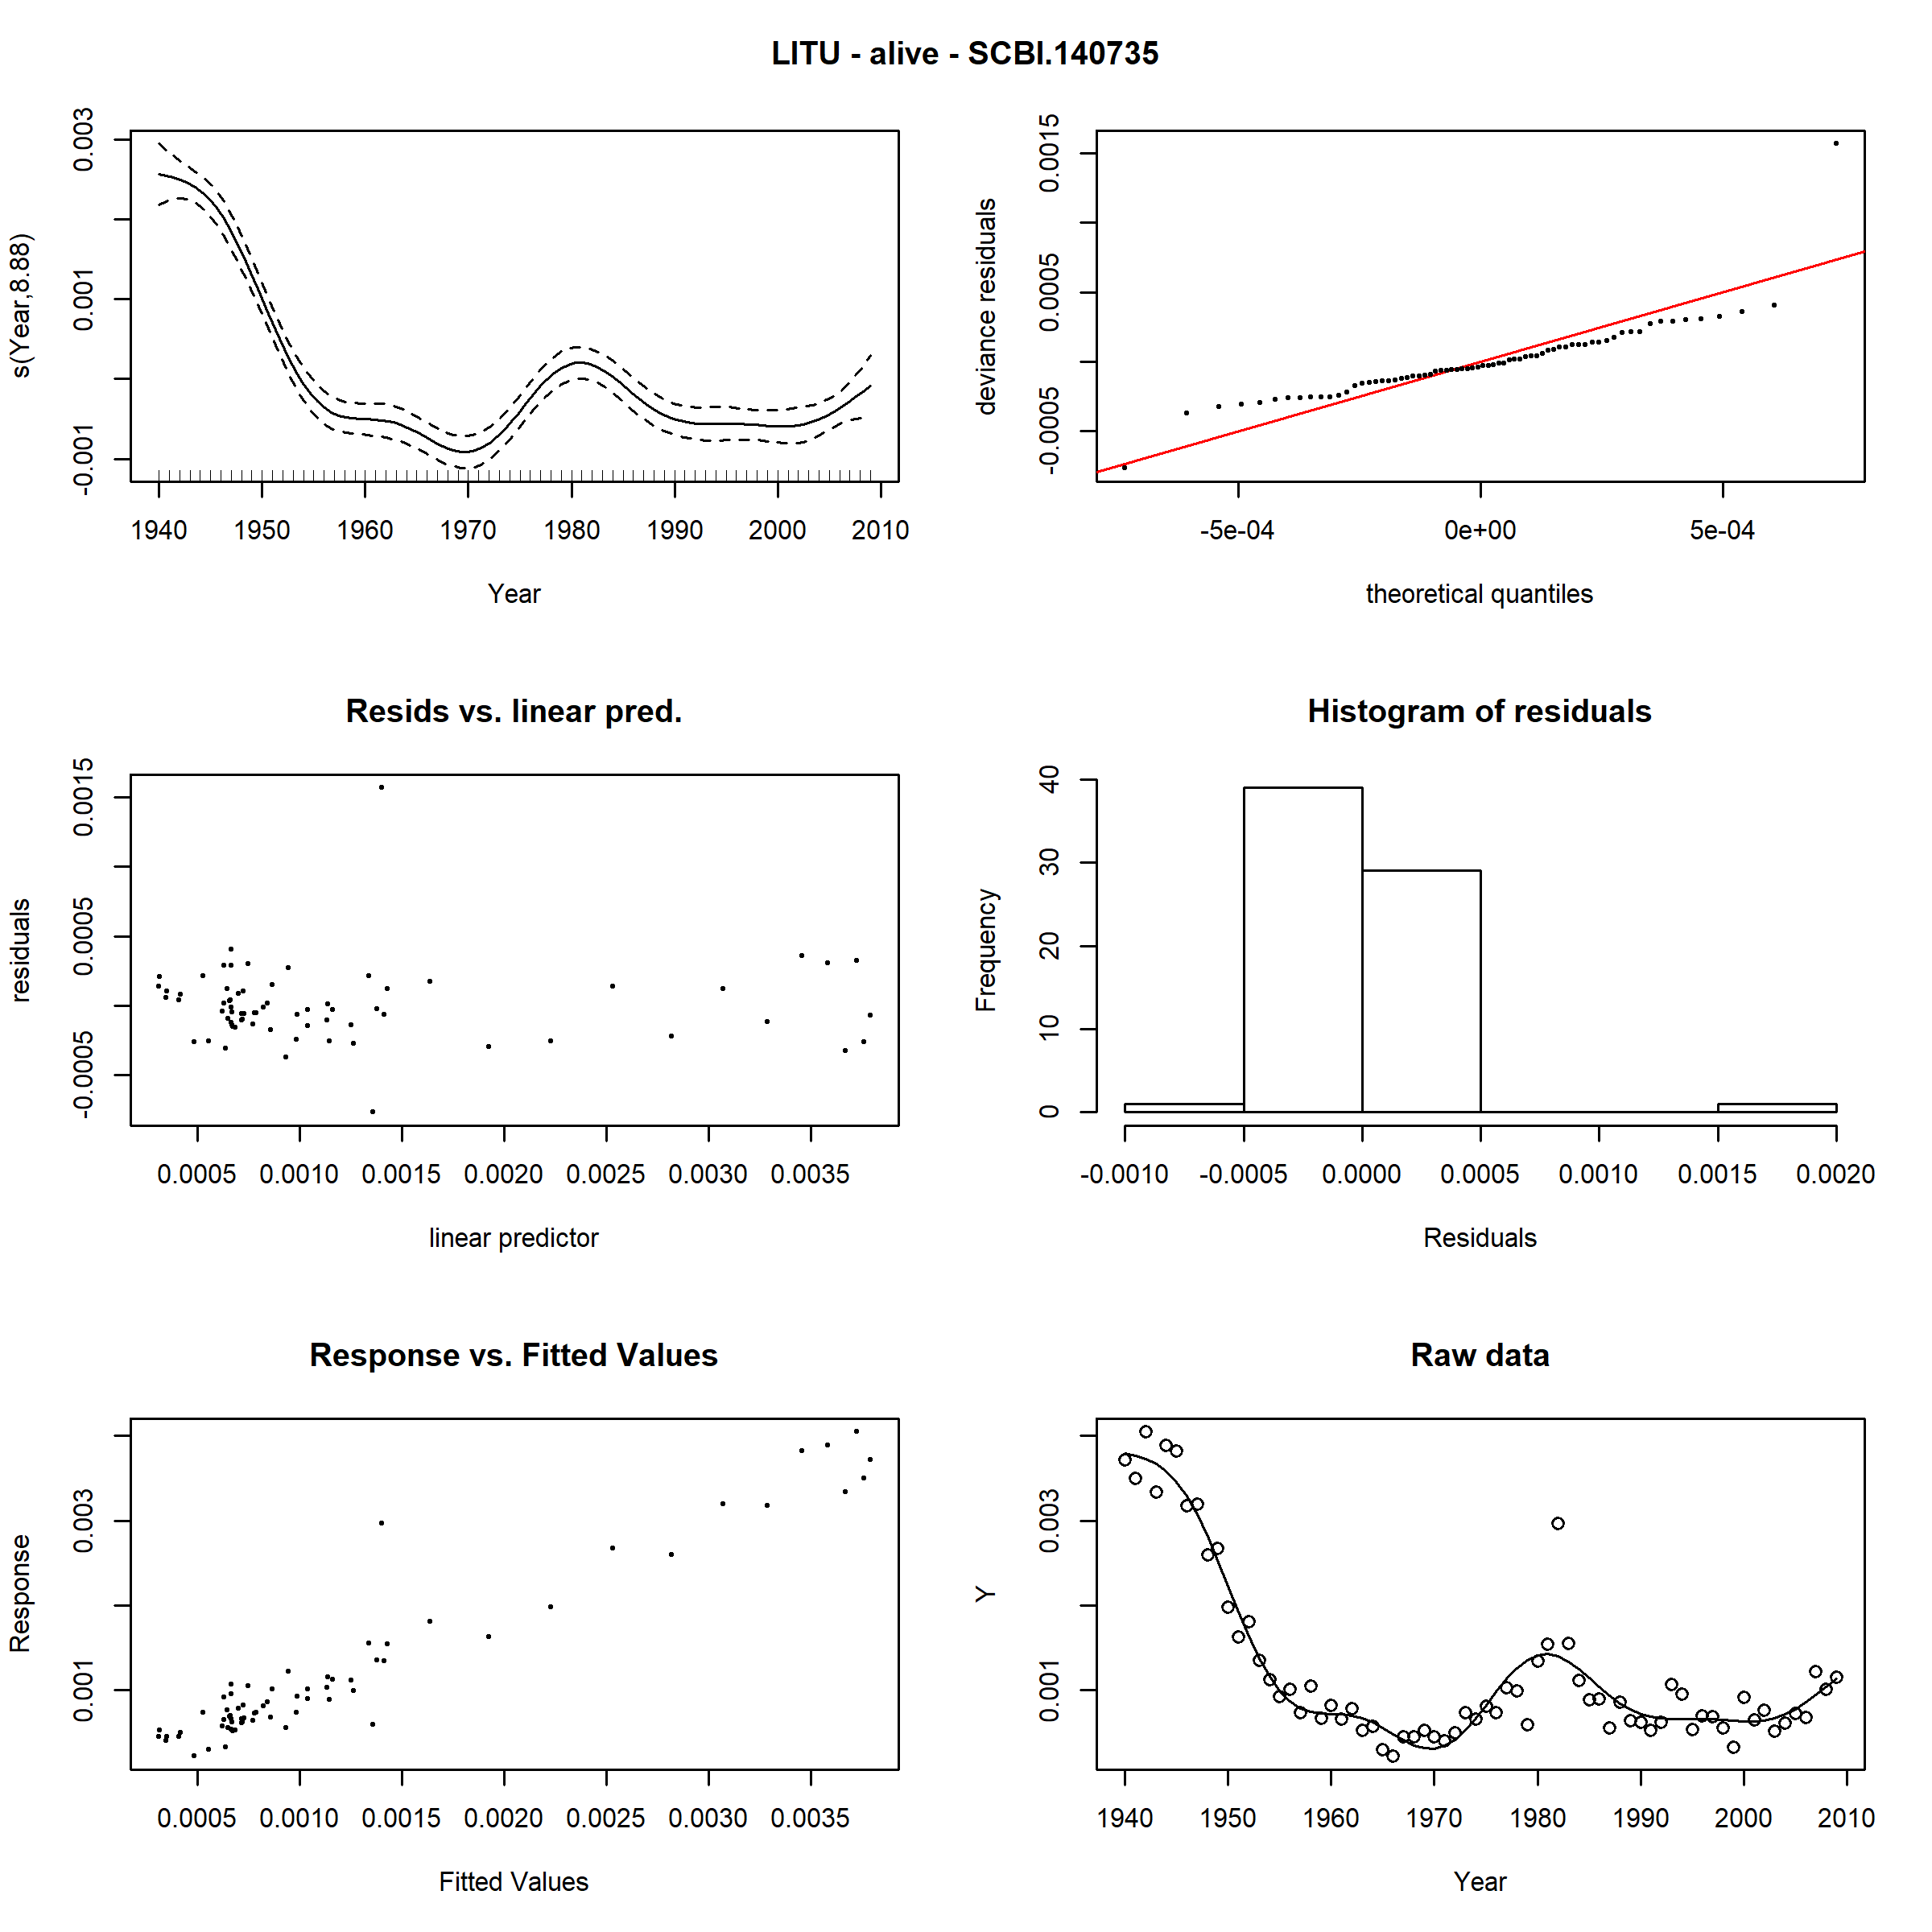 LITU - alive - SCBI.140735
s(Year,8.88)
-0.001 0.001 0.003
1940 1950 1960 1970 1980 1990 2000 2010
Year
deviance residuals
-0.0005 0.0005 0.0015
-5e-04 0e+00 5e-04
theoretical quantiles
Resids vs. linear pred.
residuals
-0.0005 0.0005 0.0015
0.0005 0.0010 0.0015 0.0020 0.0025 0.0030 0.0035
linear predictor
Histogram of residuals
Frequency
0 10 20 30 40
-0.0010 -0.0005 0.0000 0.0005 0.0010 0.0015 0.0020
Residuals
Response vs. Fitted Values
Response
0.001 0.003
0.0005 0.0010 0.0015 0.0020 0.0025 0.0030 0.0035
Fitted Values
Raw data
Y
0.001 0.003
1940 1950 1960 1970 1980 1990 2000 2010
Year